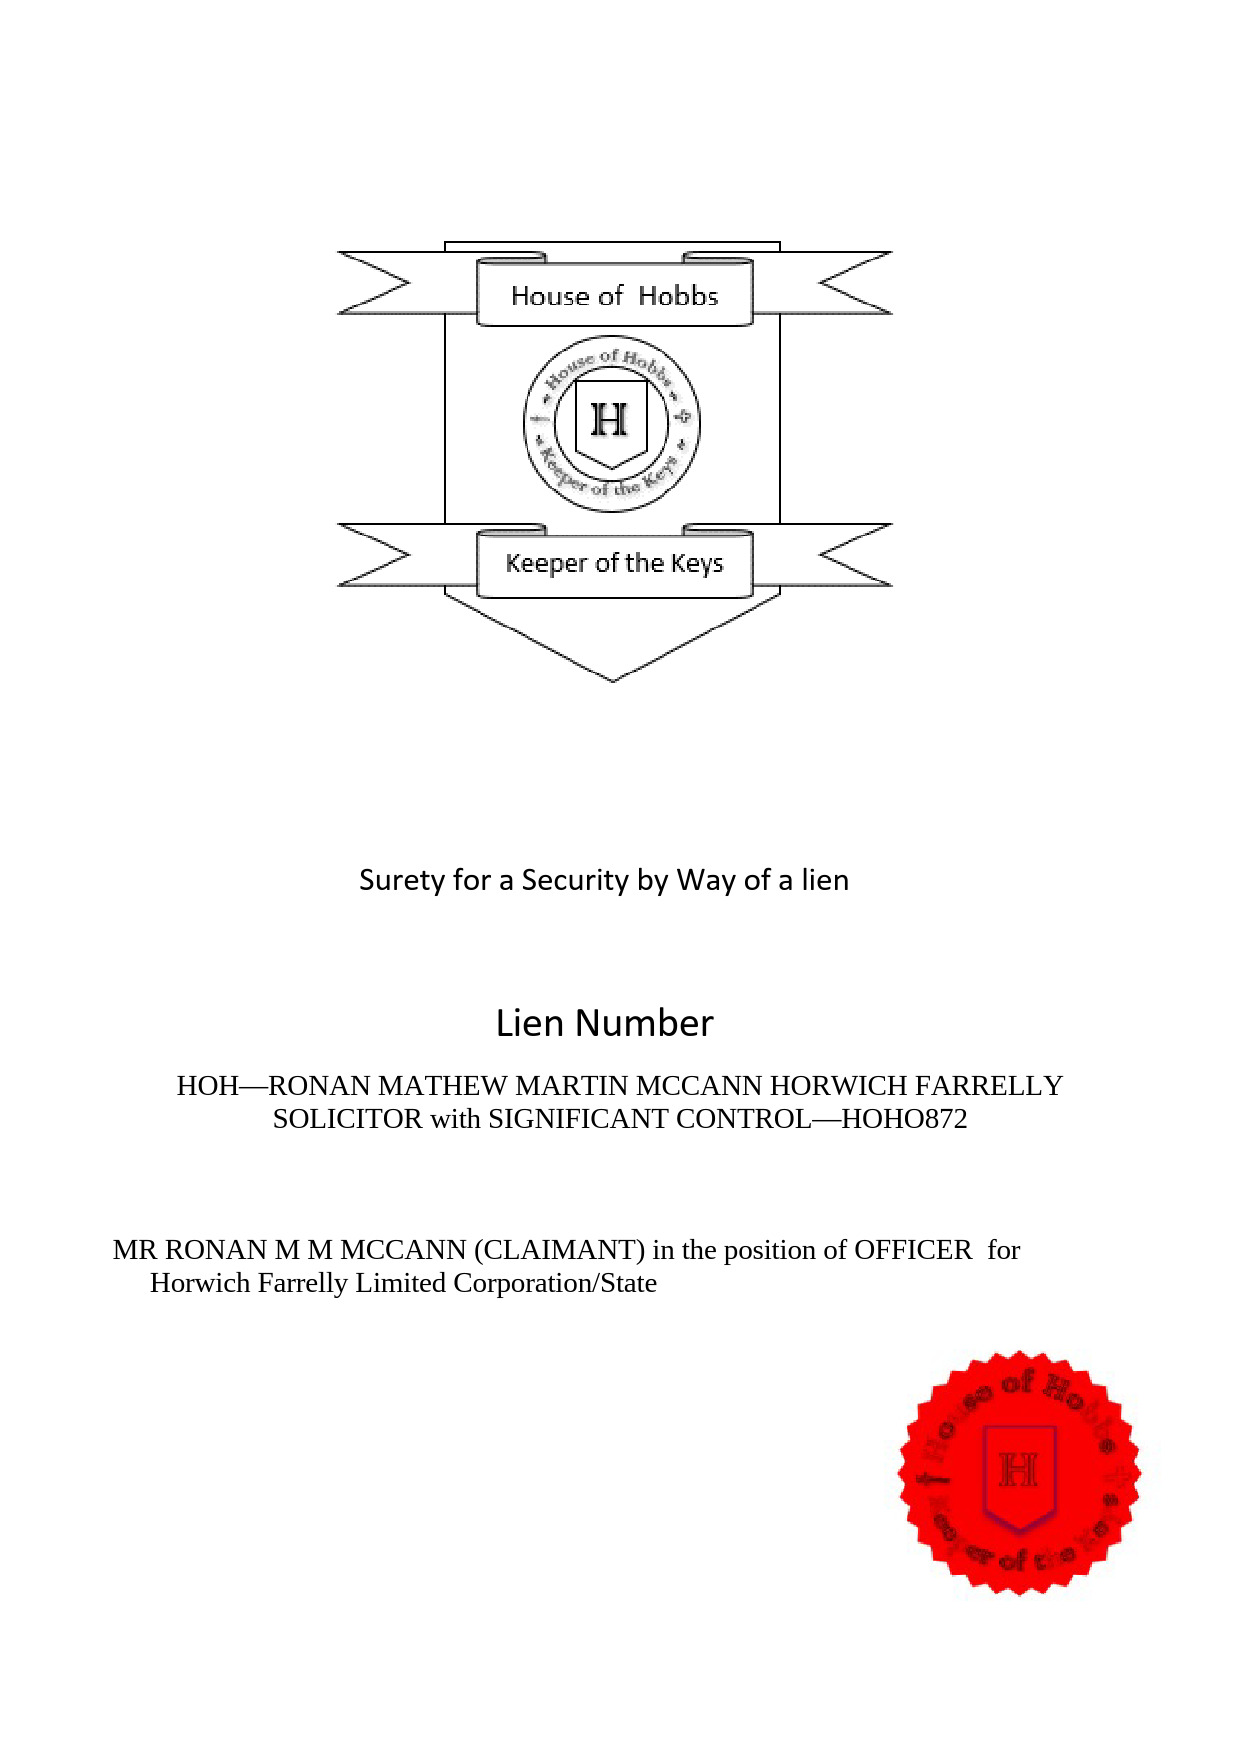 House of Hobbs
House of Hobbs
H
Keeper of the Keys
Keeper of the Keys
Surety for a Security by Way of a lien
Lien Number
HOH—RONAN MATHEW MARTIN MCCANN HORWICH FARRELLY
SOLICITOR with SIGNIFICANT CONTROL—HOHO872
MR RONAN M M MCCANN (CLAIMANT) in the position of OFFICER for
Horwich Farrelly Limited Corporation/State
House of Hobbs
H
Keeper of the Keys